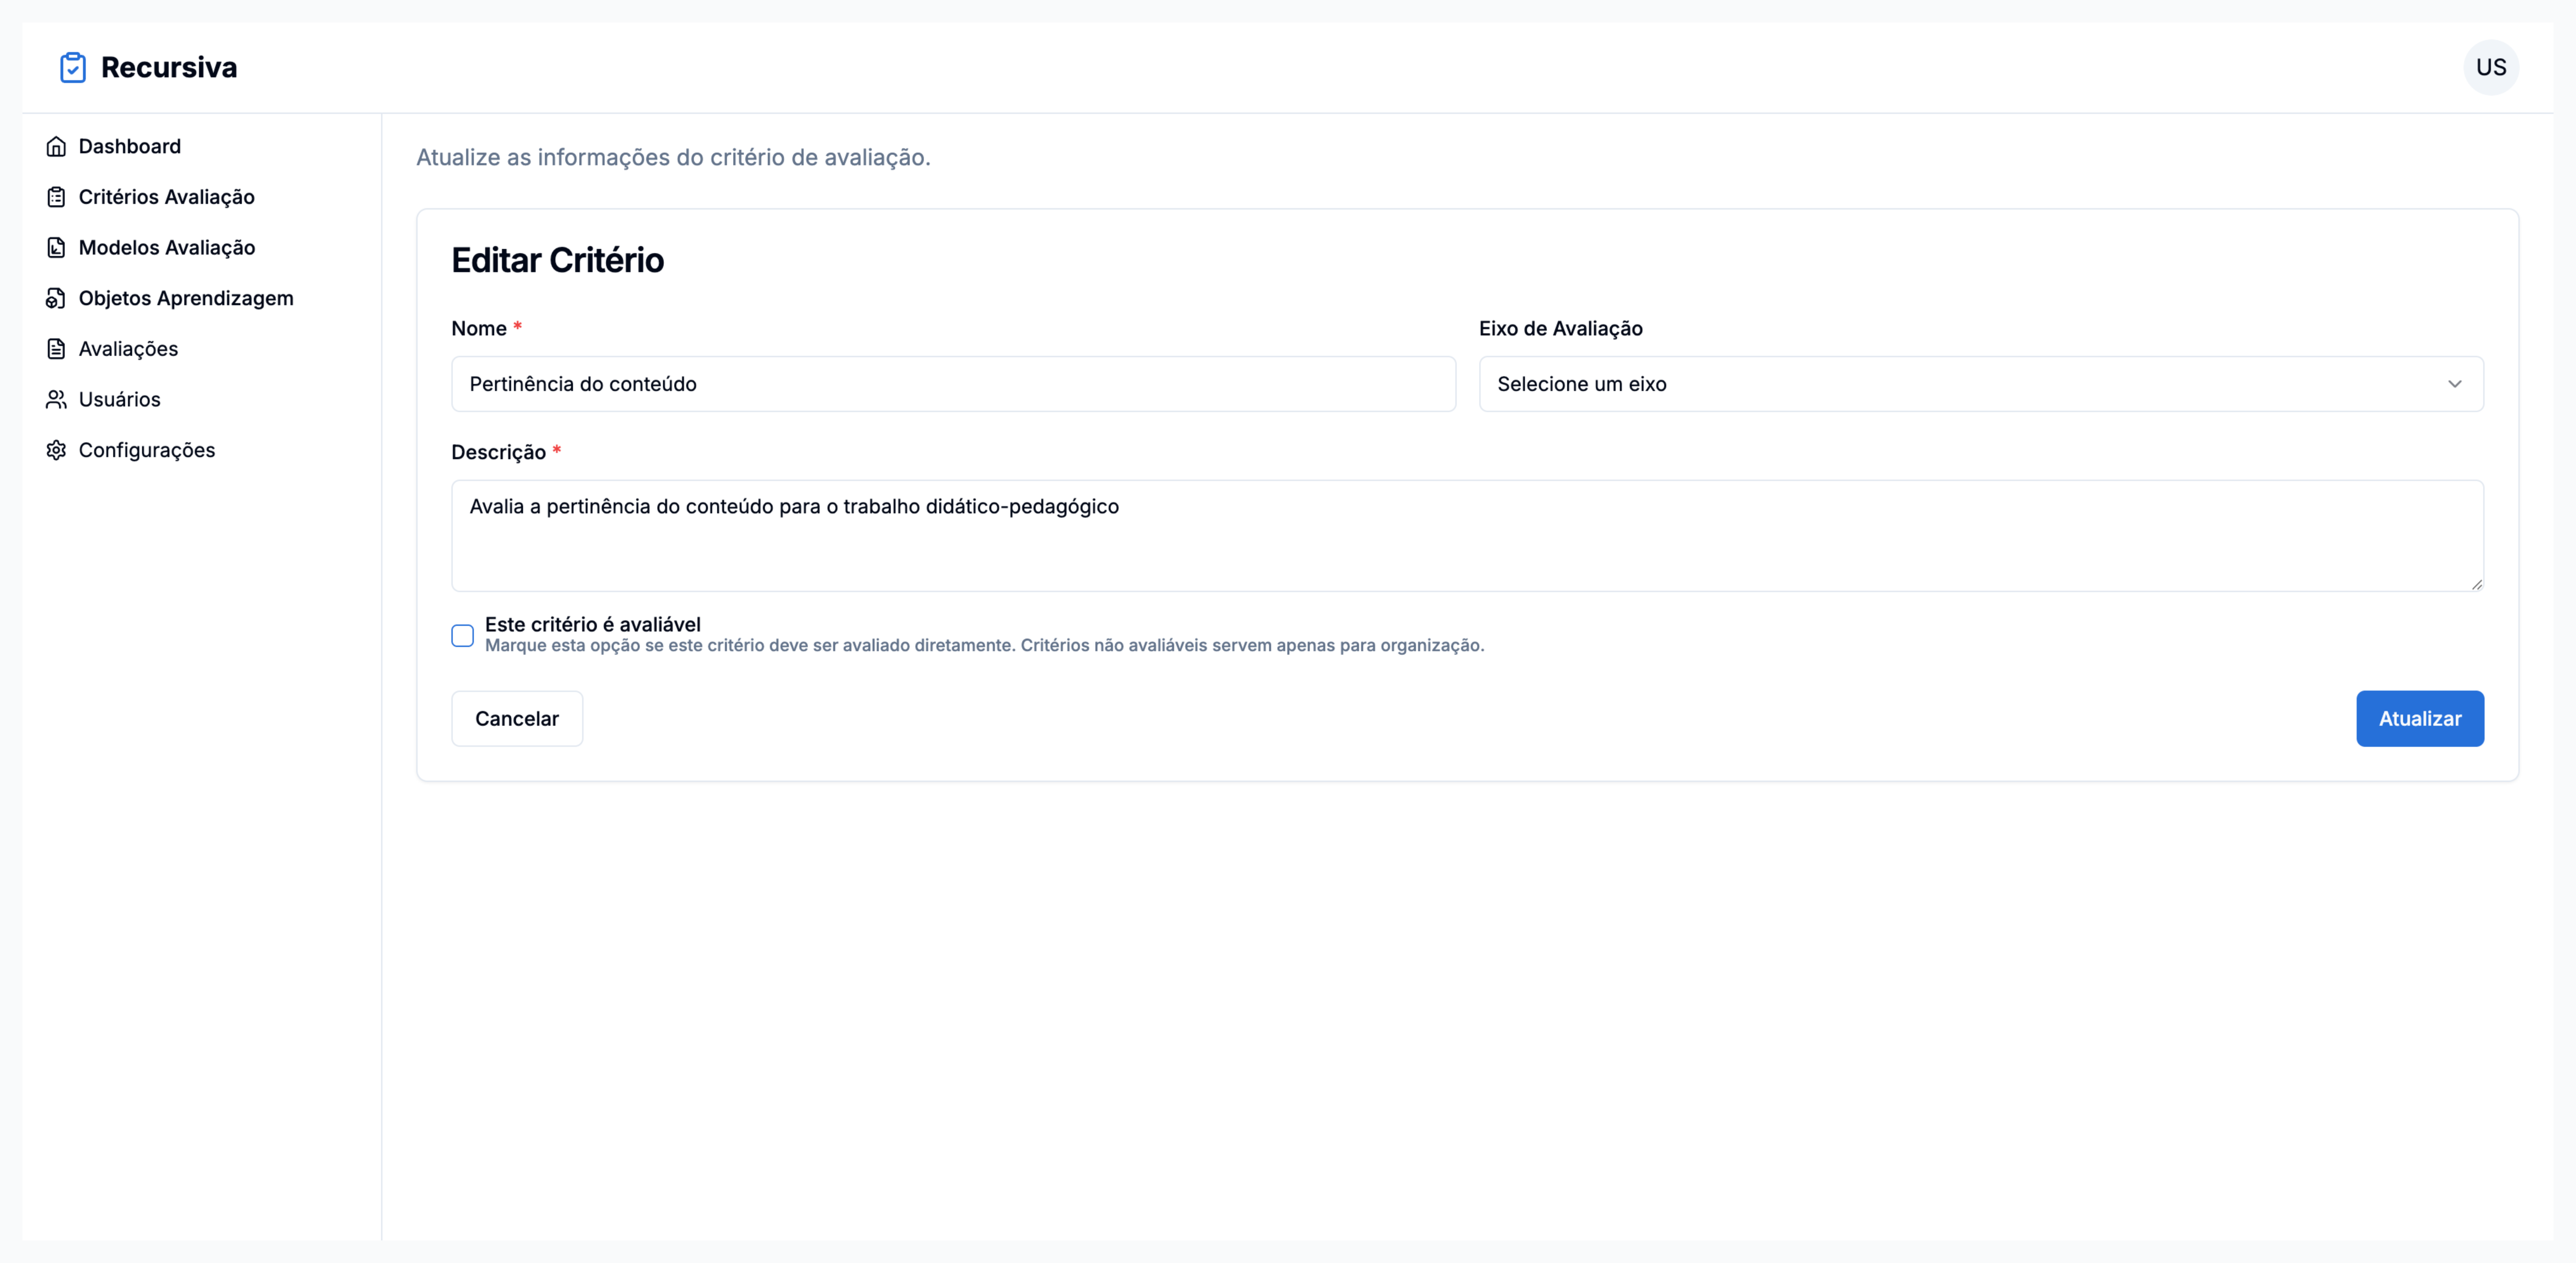 Recursiva
US
Dashboard
Critérios Avaliação
Modelos Avaliação
Objetos Aprendizagem
Avaliações
Usuários
Configurações
Atualize as informações do critério de avaliação.
Editar Critério
Nome *
Eixo de Avaliação
Pertinência do conteúdo
Selecione um eixo
Descrição *
Avalia a pertinência do conteúdo para o trabalho didático-pedagógico
Este critério é avaliável
Marque esta opção se este critério deve ser avaliado diretamente. Critérios não avaliáveis servem apenas para organização.
Cancelar
Atualizar